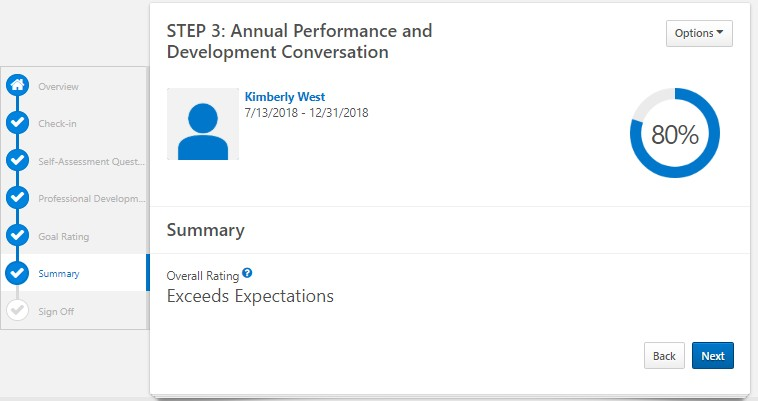 STEP 3: Annual Performance and
Development Conversation
Options
Kimberly West
7/13/2018 - 12/31/2018
80%
Overview
Check-in
Self-Assessment Quest...
Professional Developm...
Goal Rating
Summary
Sign Off
Summary
Overall Rating ?
Exceeds Expectations
Back
Next